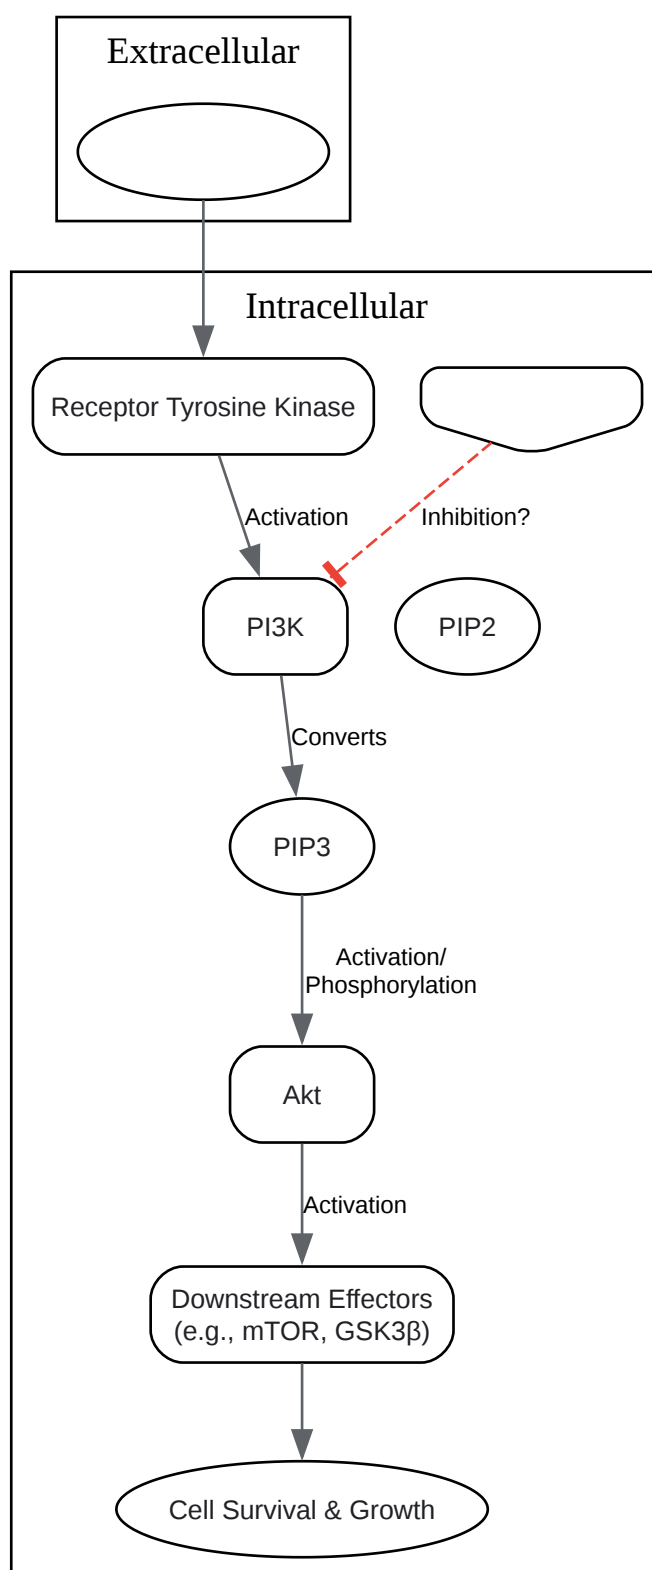 Extracellular
Intracellular
Receptor Tyrosine Kinase
Activation
Inhibition?
PI3K
PIP2
Converts
PIP3
Activation/
Phosphorylation
Akt
Activation
Downstream Effectors
(e.g., mTOR, GSK3β)
Cell Survival & Growth